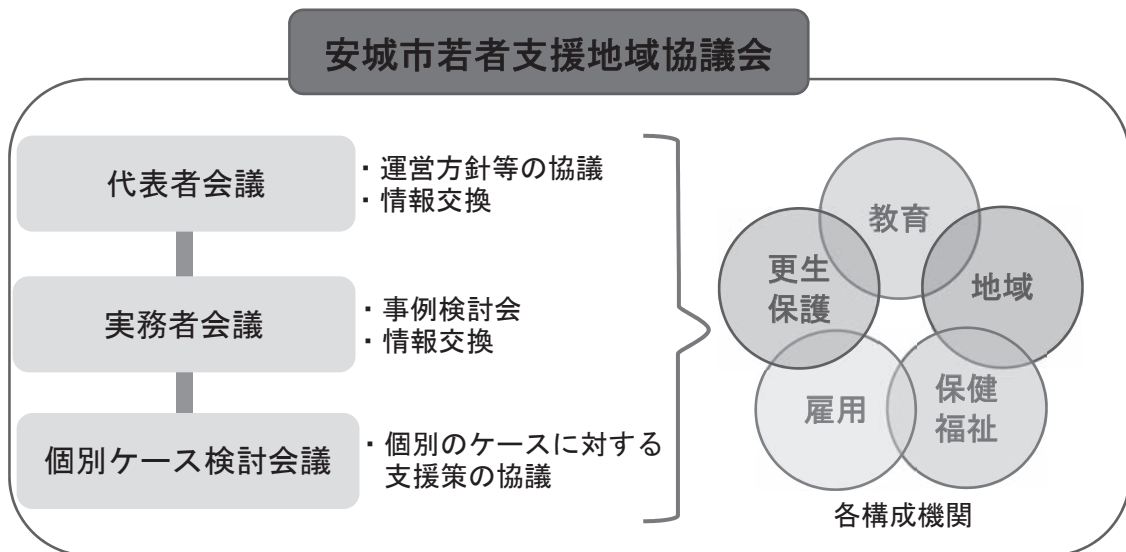 安城市若者支援地域協議会
代表者会議
・運営方針等の協議
・情報交換
実務者会議
・事例検討会
・情報交換
個別ケース検討会議
・個別のケースに対する
支援策の協議
教育
更生
保護
地域
雇用
保健
福祉
各構成機関